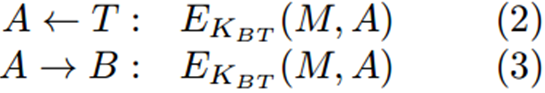 A ← T : E_{K_{BT}}(M, A) (2)
A → B : E_{K_{BT}}(M, A) (3)